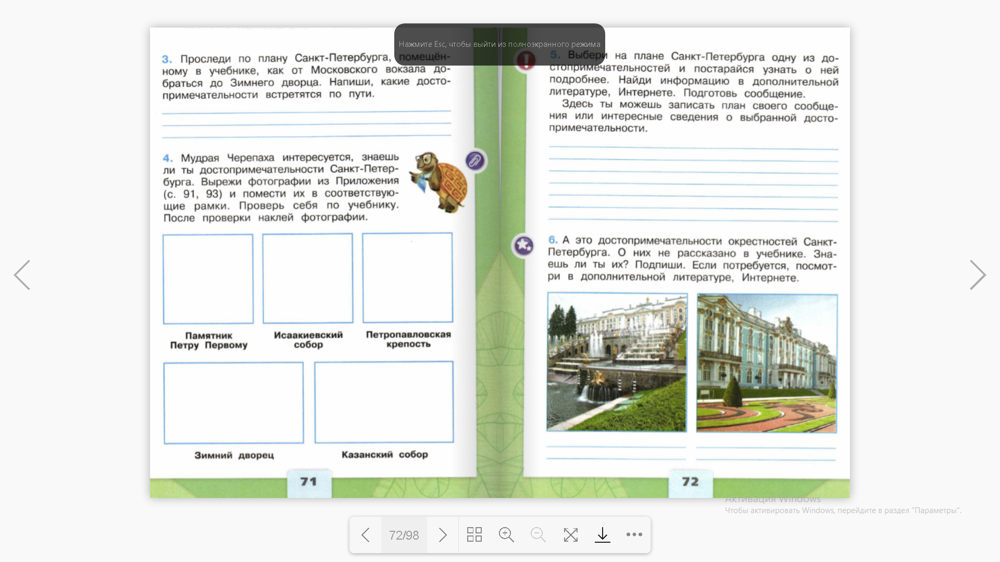 Нажмите Esc, чтобы выйти из полноэкранного режима
3. Проследи по плану Санкт-Петербурга, помещён-
ному в учебнике, как от Московского вокзала до-
браться до Зимнего дворца. Напиши, какие досто-
примечательности встретятся по пути.
4. Мудрая Черепаха интересуется, знаешь
ли ты достопримечательности Санкт-Петер-
бурга. Вырежи фотографии из Приложения
(с. 91, 93) и помести их в соответствую-
щие рамки. Проверь себя по учебнику.
После проверки наклей фотографии.
Памятник
Петру Первому
Исаакиевский
собор
Петропавловская
крепость
Зимний дворец
Казанский собор
71
5. Выбери на плане Санкт-Петербурга одну из до-
стопримечательностей и постарайся узнать о ней
подробнее. Найди информацию в дополнительной
литературе, Интернете. Подготовь сообщение.
Здесь ты можешь записать план своего сообще-
ния или интересные сведения о выбранной досто-
примечательности.
6. А это достопримечательности окрестностей Санкт-
Петербурга. О них не рассказано в учебнике. Зна-
ешь ли ты их? Подпиши. Если потребуется, посмот-
ри в дополнительной литературе, Интернете.
72
Активация Windows
Чтобы активировать Windows, перейдите в раздел "Параметры".
72/98